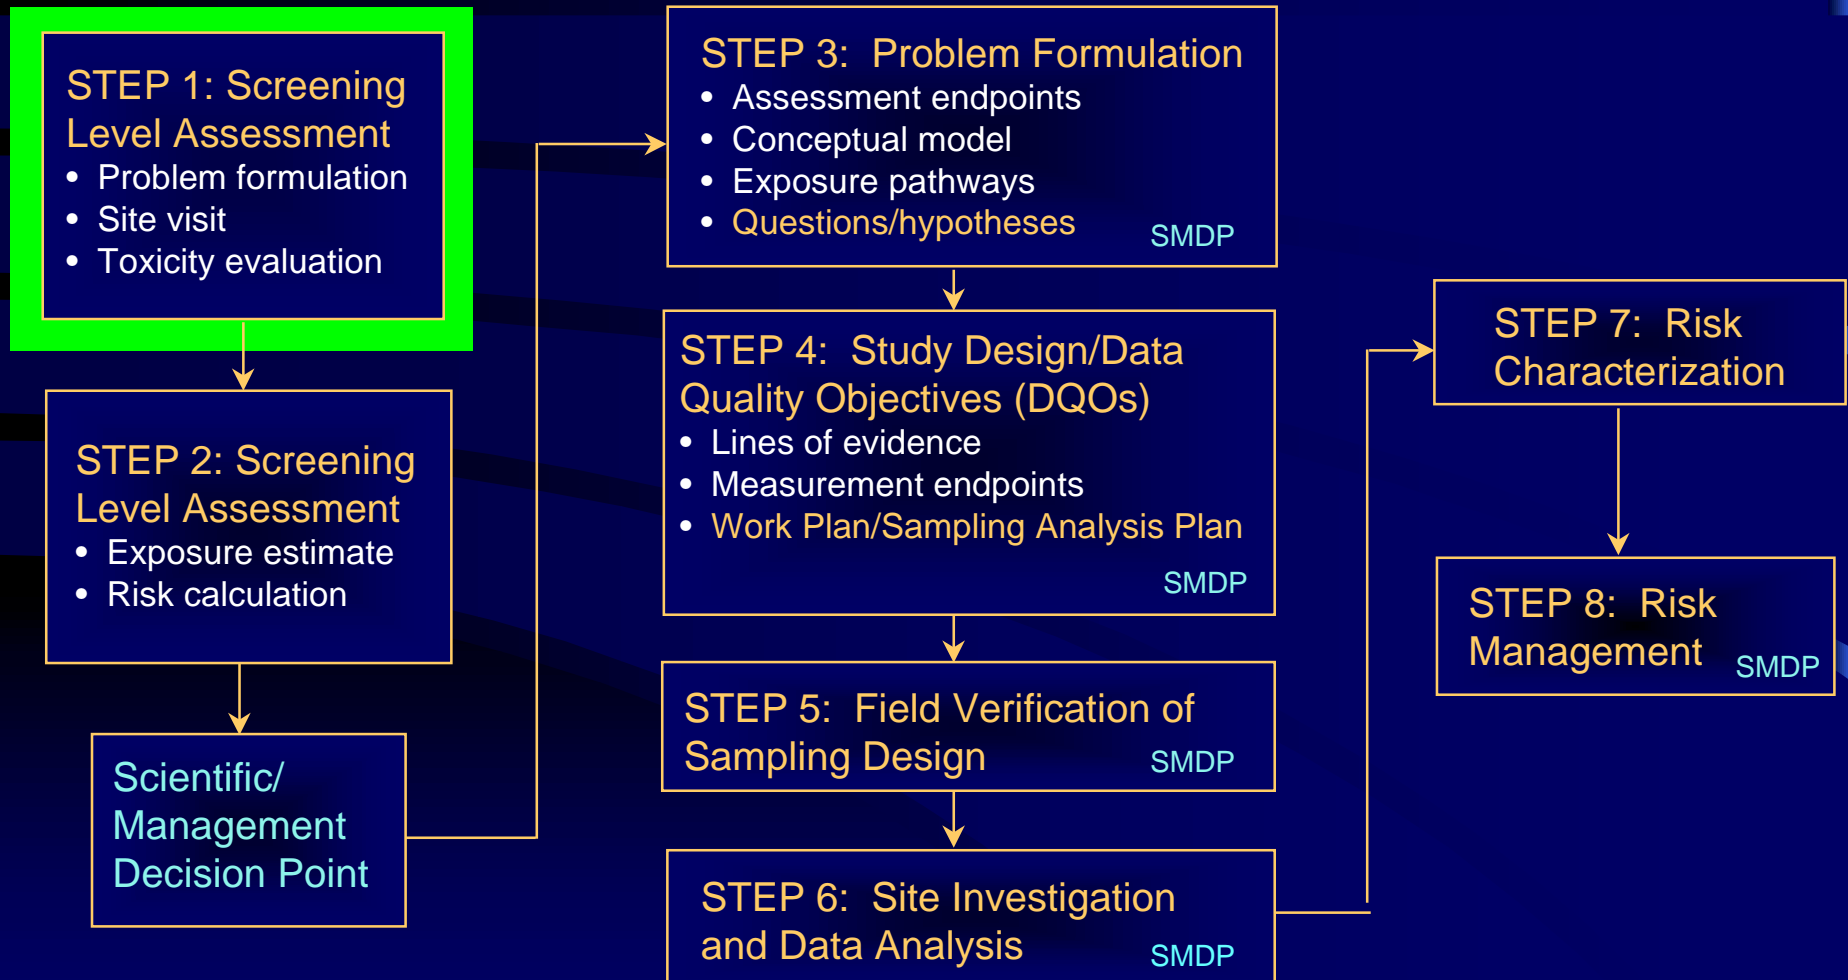 STEP 1: Screening
Level Assessment
• Problem formulation
• Site visit
• Toxicity evaluation
STEP 2: Screening
Level Assessment
• Exposure estimate
• Risk calculation
Scientific/
Management
Decision Point
STEP 3: Problem Formulation
• Assessment endpoints
• Conceptual model
• Exposure pathways
• Questions/hypotheses
SMDP
STEP 4: Study Design/Data
Quality Objectives (DQOs)
• Lines of evidence
• Measurement endpoints
• Work Plan/Sampling Analysis Plan
SMDP
STEP 5: Field Verification of
Sampling Design
SMDP
STEP 6: Site Investigation
and Data Analysis
SMDP
STEP 7: Risk
Characterization
STEP 8: Risk
Management
SMDP